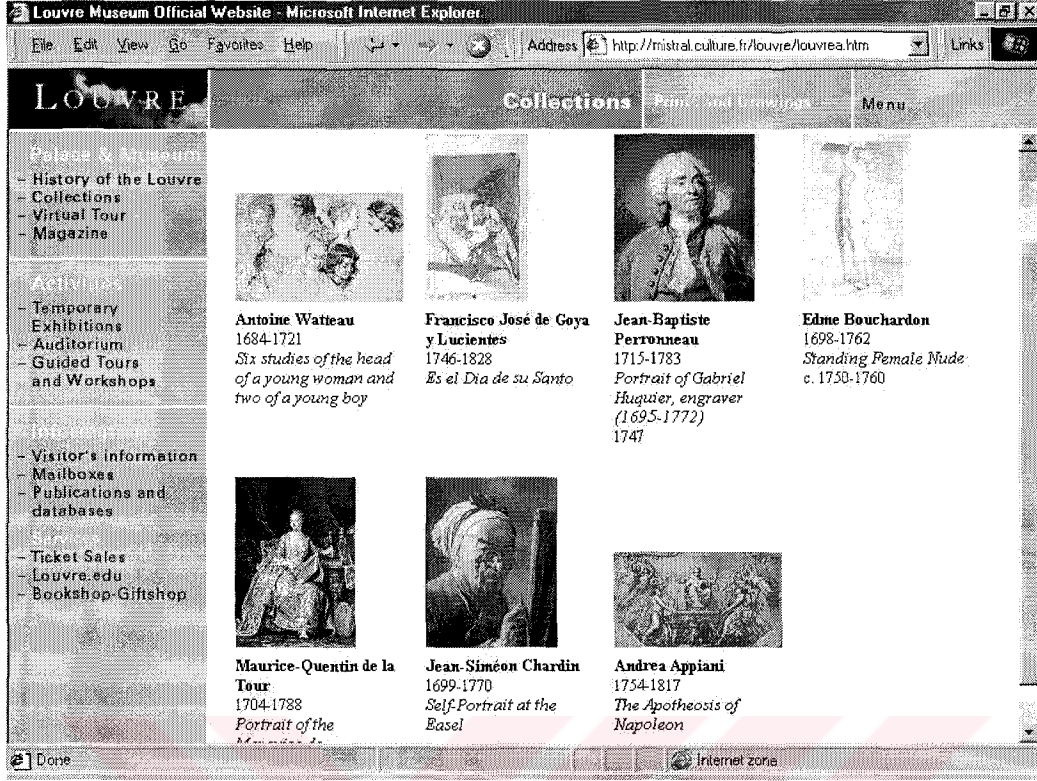 Louvre Museum Official Website - Microsoft Internet Explorer
File Edit View Go Favorites Help Address http://mistral.culture.fr/louvre/louvrea.htm Links
LOUVRE Collections Prints and Drawings Menu
Palace & Museum
– History of the Louvre
– Collections
– Virtual Tour
– Magazine
Activities
– Temporary
Exhibitions
– Auditorium
– Guided Tours
and Workshops
– Visitor's information
– Mailboxes
– Publications and
databases
Services
– Ticket Sales
– Louvre.edu
– Bookshop-Giftshop
Antoine Watteau
1684-1721
Six studies of the head
of a young woman and
two of a young boy
Francisco José de Goya
y Lucientes
1746-1828
Es el Dia de su Santo
Jean-Baptiste
Perronneau
1715-1783
Portrait of Gabriel
Huquier, engraver
(1695-1772)
1747
Edme Bouchardon
1698-1762
Standing Female Nude
c. 1750-1760
Maurice-Quentin de la
Tour
1704-1788
Portrait of the
Jean-Siméon Chardin
1699-1770
Self-Portrait at the
Easel
Andrea Appiani
1754-1817
The Apotheosis of
Napoleon
Done Internet zone